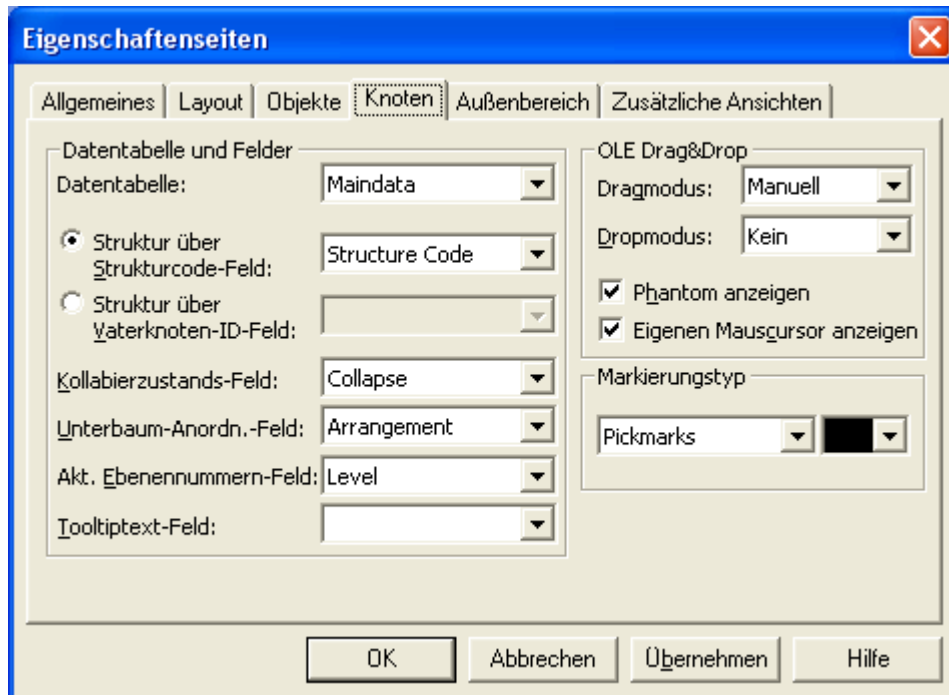 Eigenschaftenseiten
Allgemeines
Layout
Objekte
Knoten
Außenbereich
Zusätzliche Ansichten
Datentabelle und Felder
Datentabelle:
Maindata
Struktur über
Strukturcode-Feld:
Structure Code
Struktur über
Vaterknoten-ID-Feld:
Kollabierzustands-Feld:
Collapse
Unterbaum-Anordn.-Feld:
Arrangement
Akt. Ebenennummern-Feld:
Level
Tooltiptext-Feld:
OLE Drag&Drop
Dragmodus:
Manuell
Dropmodus:
Kein
Phantom anzeigen
Eigenen Mauscursor anzeigen
Markierungstyp
Pickmarks
OK
Abbrechen
Übernehmen
Hilfe